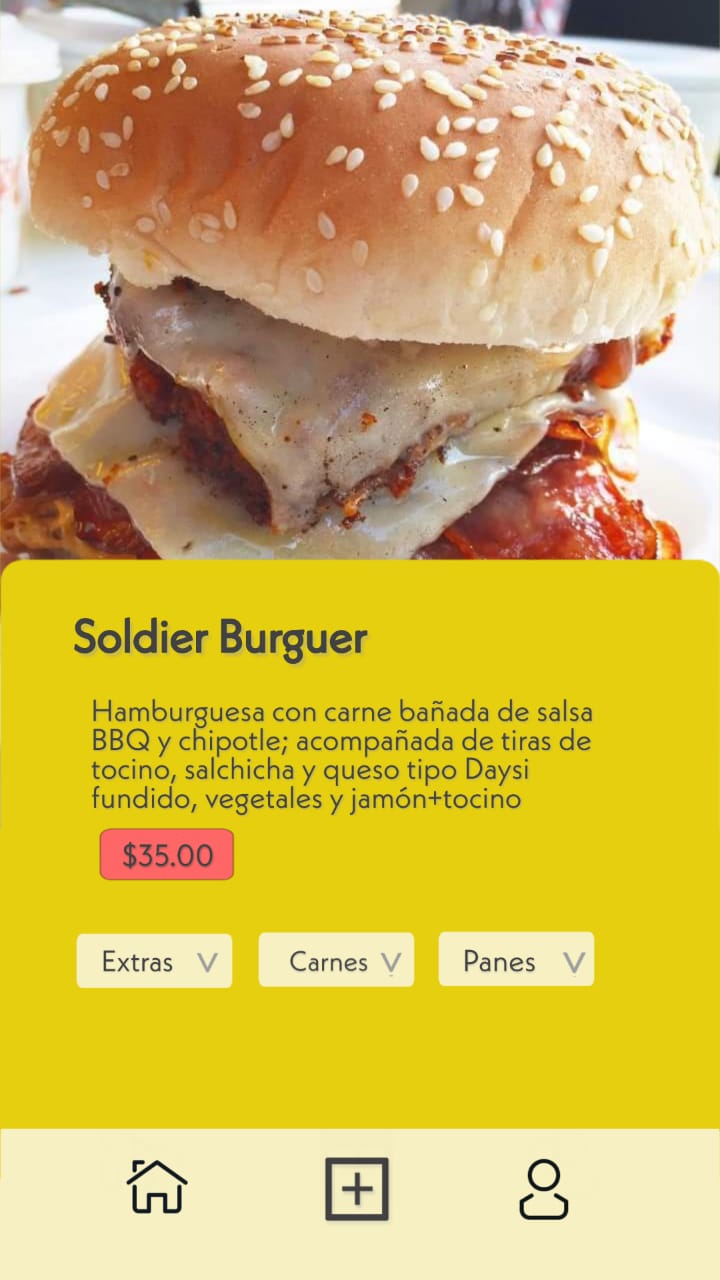 Soldier Burguer
Hamburguesa con carne bañada de salsa
BBQ y chipotle; acompañada de tiras de
tocino, salchicha y queso tipo Daysi
fundido, vegetales y jamón+tocino
$35.00
Extras V Carnes V Panes V